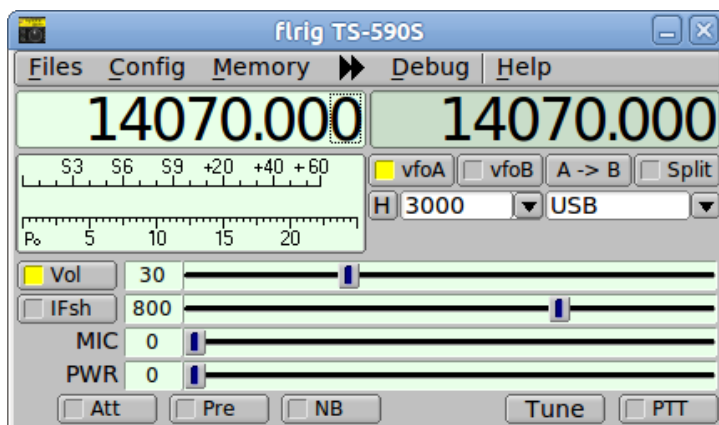 flrig TS-590S
Files Config Memory Debug Help
14070.000 14070.000
S3 S6 S9 +20 +40 +60
vfoA vfoB A -> B Split
H 3000 USB
Po 5 10 15 20
Vol 30
IFsh 800
MIC 0
PWR 0
Att Pre NB Tune PTT